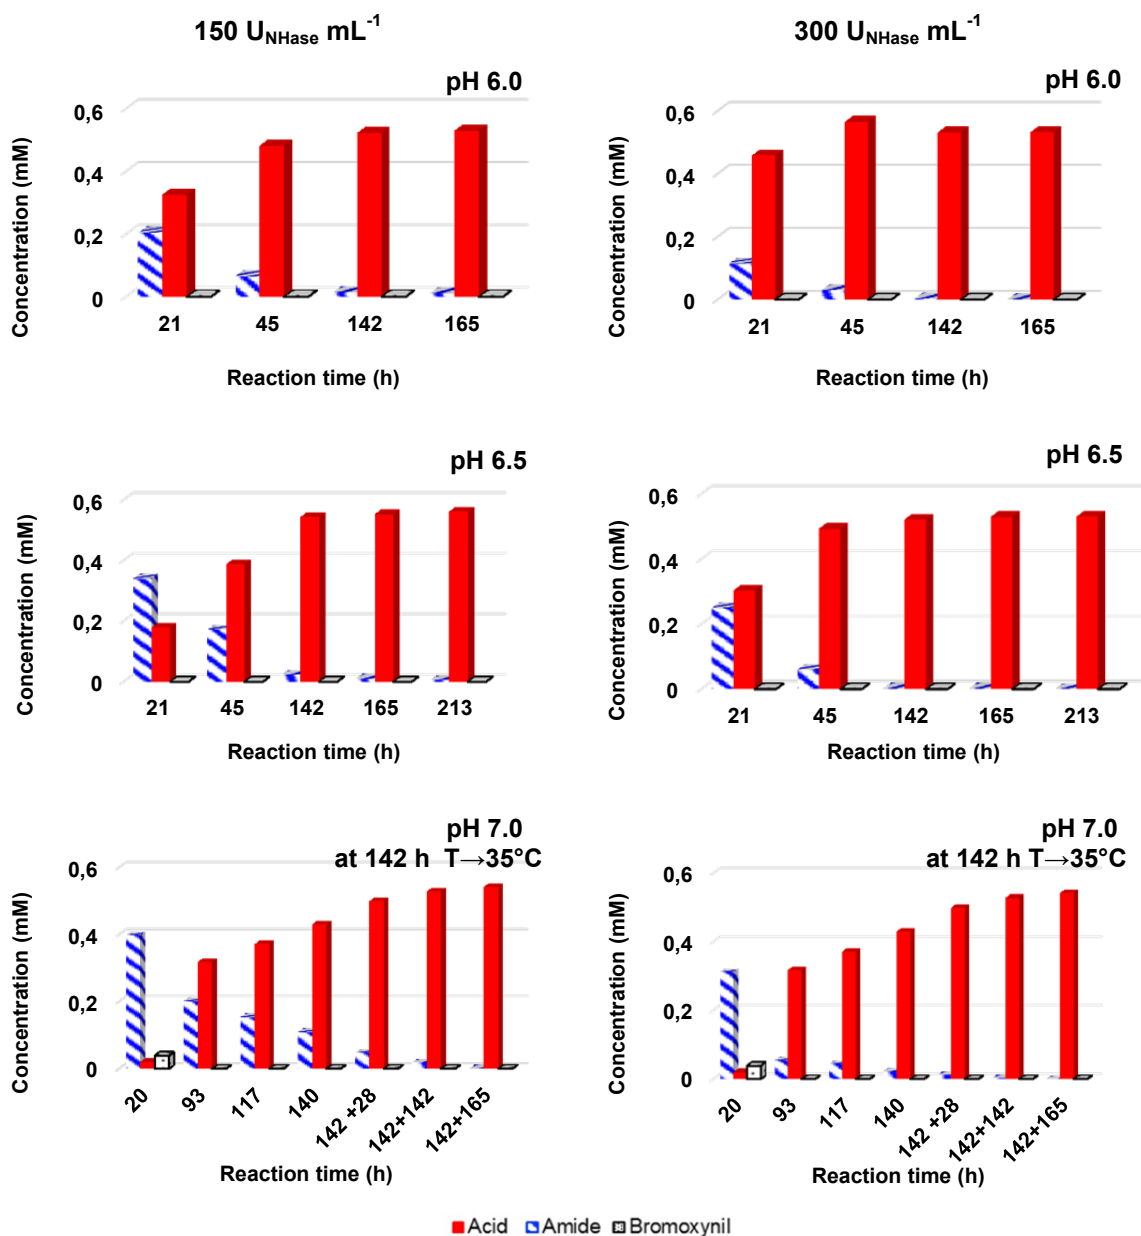 150 U_NHase mL^-1
300 U_NHase mL^-1
pH 6.0
Concentration (mM)
0,6
0,4
0,2
0
21 45 142 165
Reaction time (h)
pH 6.0
Concentration (mM)
0,6
0,4
0,2
0
21 45 142 165
Reaction time (h)
pH 6.5
Concentration (mM)
0,6
0,4
0,2
0
21 45 142 165 213
Reaction time (h)
pH 6.5
Concentration (mM)
0,6
0,4
0,2
0
21 45 142 165 213
Reaction time (h)
pH 7.0
at 142 h T→35°C
Concentration (mM)
0,6
0,4
0,2
0
20 93 117 140 142 +28 142+142 142+165
Reaction time (h)
pH 7.0
at 142 h T→35°C
Concentration (mM)
0,6
0,4
0,2
0
20 93 117 140 142 +28 142+142 142+165
Reaction time (h)
Acid Amide Bromoxynil